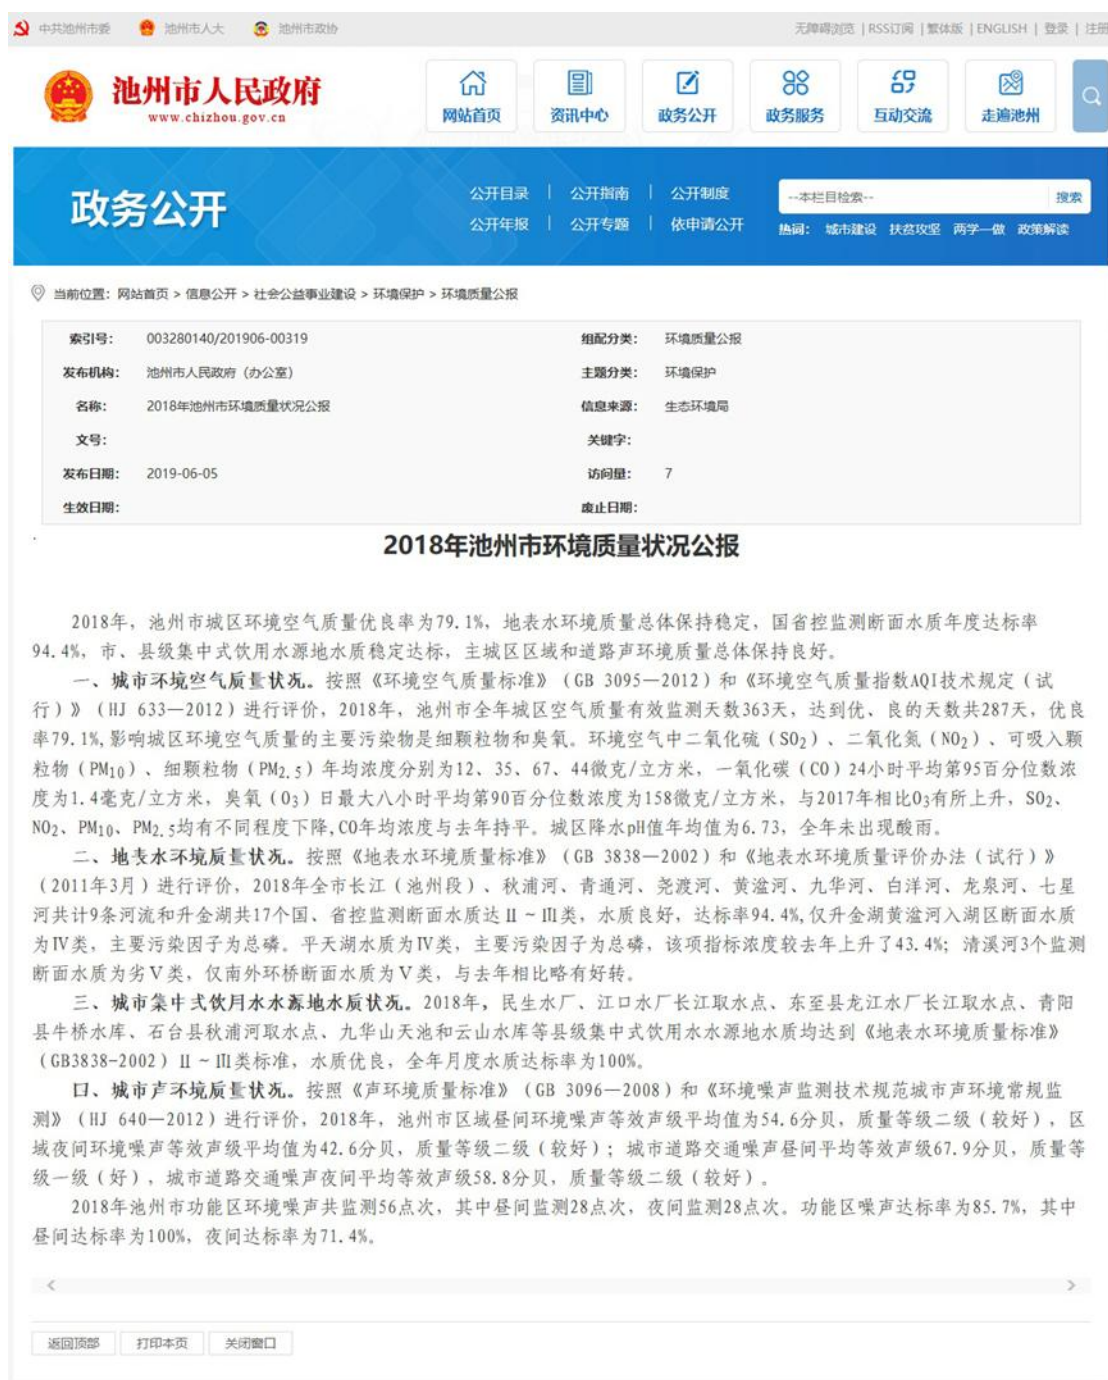 中共池州市委 池州市人大 池州市政协 无障碍浏览 | RSS订阅 | 繁体版 | ENGLISH | 登录 | 注册
池州市人民政府
www.chizhou.gov.cn
网站首页 资讯中心 政务公开 政务服务 互动交流 走遍池州
政务公开
公开目录 | 公开指南 | 公开制度
公开年报 | 公开专题 | 依申请公开
--本栏目检索-- 搜索
热词： 城市建设 扶贫攻坚 两学一做 政策解读
当前位置：网站首页 > 信息公开 > 社会公益事业建设 > 环境保护 > 环境质量公报
索引号： 003280140/201906-00319 组配分类： 环境质量公报
发布机构： 池州市人民政府（办公室） 主题分类： 环境保护
名称： 2018年池州市环境质量状况公报 信息来源： 生态环境局
文号： 关键字：
发布日期： 2019-06-05 访问量： 7
生效日期： 废止日期：
2018年池州市环境质量状况公报
2018年，池州市城区环境空气质量优良率为79.1%，地表水环境质量总体保持稳定，国省控监测断面水质年度达标率
94.4%，市、县级集中式饮用水源地水质稳定达标，主城区区域和道路声环境质量总体保持良好。
一、城市环境空气质量状况。按照《环境空气质量标准》（GB 3095—2012）和《环境空气质量指数AQI技术规定（试
行）》（HJ 633—2012）进行评价，2018年，池州市全年城区空气质量有效监测天数363天，达到优、良的天数共287天，优良
率79.1%,影响城区环境空气质量的主要污染物是细颗粒物和臭氧。环境空气中二氧化硫（SO₂）、二氧化氮（NO₂）、可吸入颗
粒物（PM₁₀）、细颗粒物（PM₂.₅）年均浓度分别为12、35、67、44微克/立方米，一氧化碳（CO）24小时平均第95百分位数浓
度为1.4毫克/立方米，臭氧（O₃）日最大八小时平均第90百分位数浓度为158微克/立方米，与2017年相比O₃有所上升，SO₂、
NO₂、PM₁₀、PM₂.₅均有不同程度下降,CO年均浓度与去年持平。城区降水pH值年均值为6.73，全年未出现酸雨。
二、地表水环境质量状况。按照《地表水环境质量标准》（GB 3838—2002）和《地表水环境质量评价办法（试行）》
（2011年3月）进行评价，2018年全市长江（池州段）、秋浦河、青通河、尧渡河、黄湓河、九华河、白洋河、龙泉河、七星
河共计9条河流和升金湖共17个国、省控监测断面水质达Ⅱ～Ⅲ类，水质良好，达标率94.4%,仅升金湖黄湓河入湖区断面水质
为Ⅳ类，主要污染因子为总磷。平天湖水质为Ⅳ类，主要污染因子为总磷，该项指标浓度较去年上升了43.4%；清溪河3个监测
断面水质为劣Ⅴ类，仅南外环桥断面水质为Ⅴ类，与去年相比略有好转。
三、城市集中式饮用水水源地水质状况。2018年，民生水厂、江口水厂长江取水点、东至县龙江水厂长江取水点、青阳
县牛桥水库、石台县秋浦河取水点、九华山天池和云山水库等县级集中式饮用水水源地水质均达到《地表水环境质量标准》
（GB3838-2002）Ⅱ～Ⅲ类标准，水质优良，全年月度水质达标率为100%。
四、城市声环境质量状况。按照《声环境质量标准》（GB 3096—2008）和《环境噪声监测技术规范城市声环境常规监
测》（HJ 640—2012）进行评价，2018年，池州市区域昼间环境噪声等效声级平均值为54.6分贝，质量等级二级（较好），区
域夜间环境噪声等效声级平均值为42.6分贝，质量等级二级（较好）；城市道路交通噪声昼间平均等效声级67.9分贝，质量等
级一级（好），城市道路交通噪声夜间平均等效声级58.8分贝，质量等级二级（较好）。
2018年池州市功能区环境噪声共监测56点次，其中昼间监测28点次，夜间监测28点次。功能区噪声达标率为85.7%，其中
昼间达标率为100%，夜间达标率为71.4%。
返回顶部 打印本页 关闭窗口